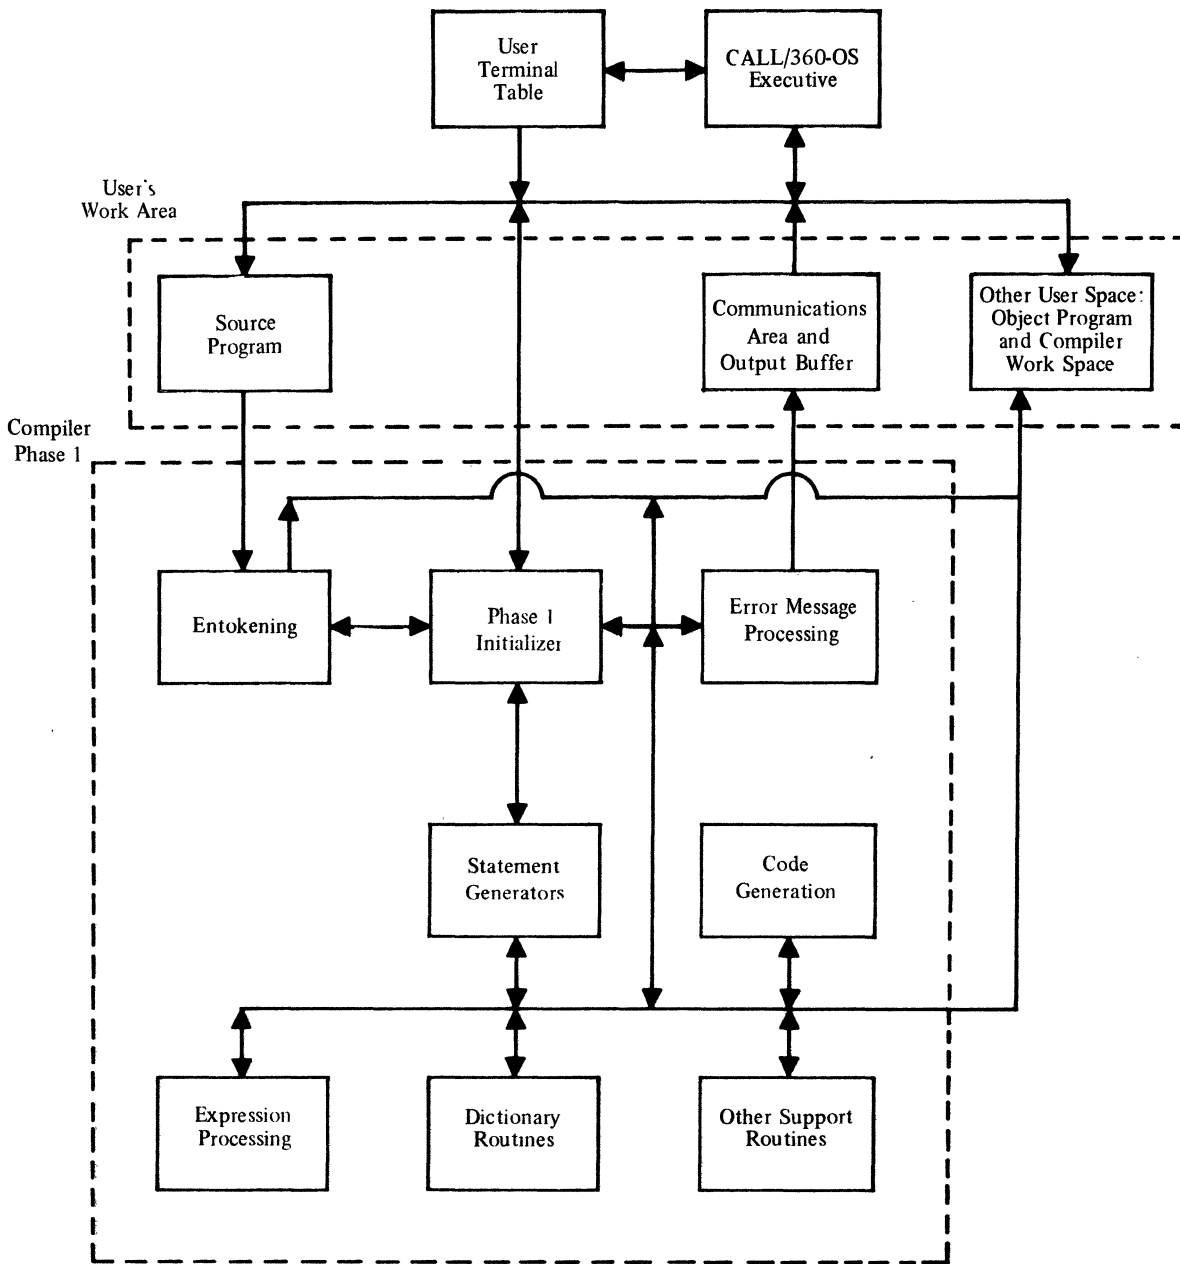 User
Terminal
Table
CALL/360-OS
Executive
User's
Work Area
Source
Program
Communications
Area and
Output Buffer
Other User Space:
Object Program
and Compiler
Work Space
Compiler
Phase 1
Entokening
Phase 1
Initializer
Error Message
Processing
Statement
Generators
Code
Generation
Expression
Processing
Dictionary
Routines
Other Support
Routines